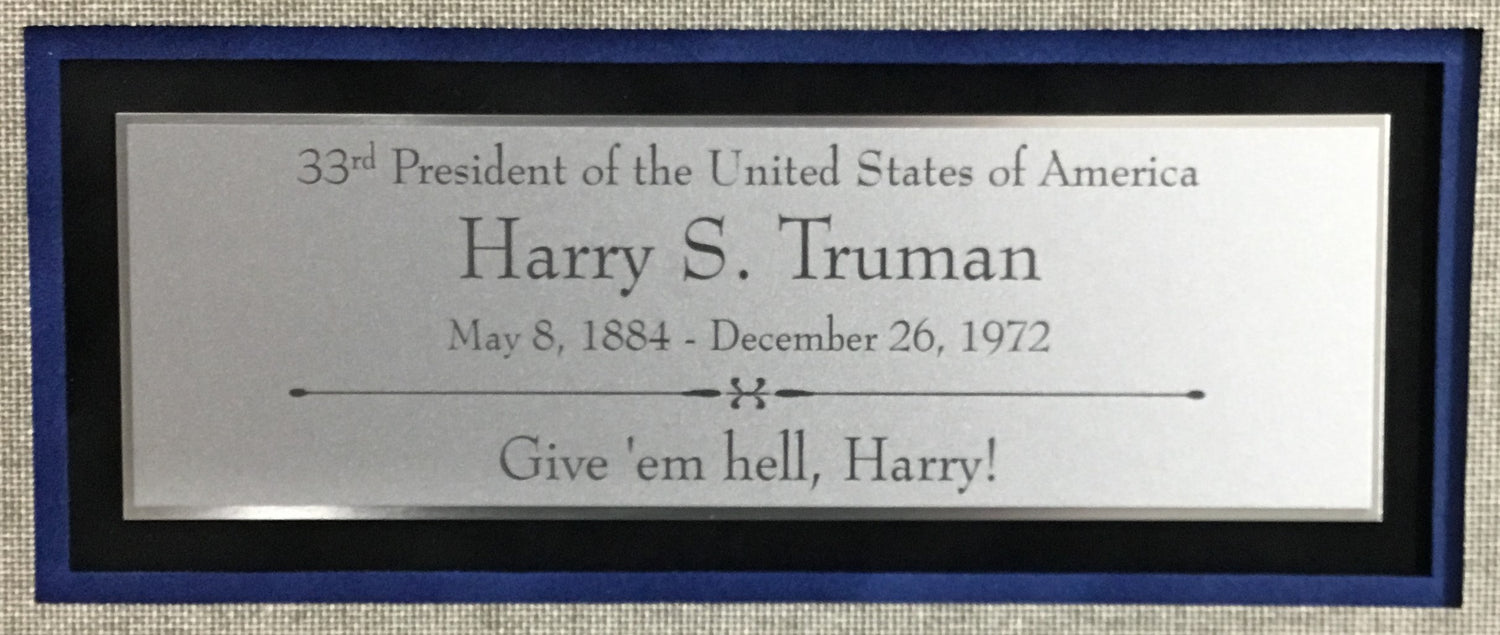 33rd President of the United States of America
Harry S. Truman
May 8, 1884 - December 26, 1972
Give 'em hell, Harry!